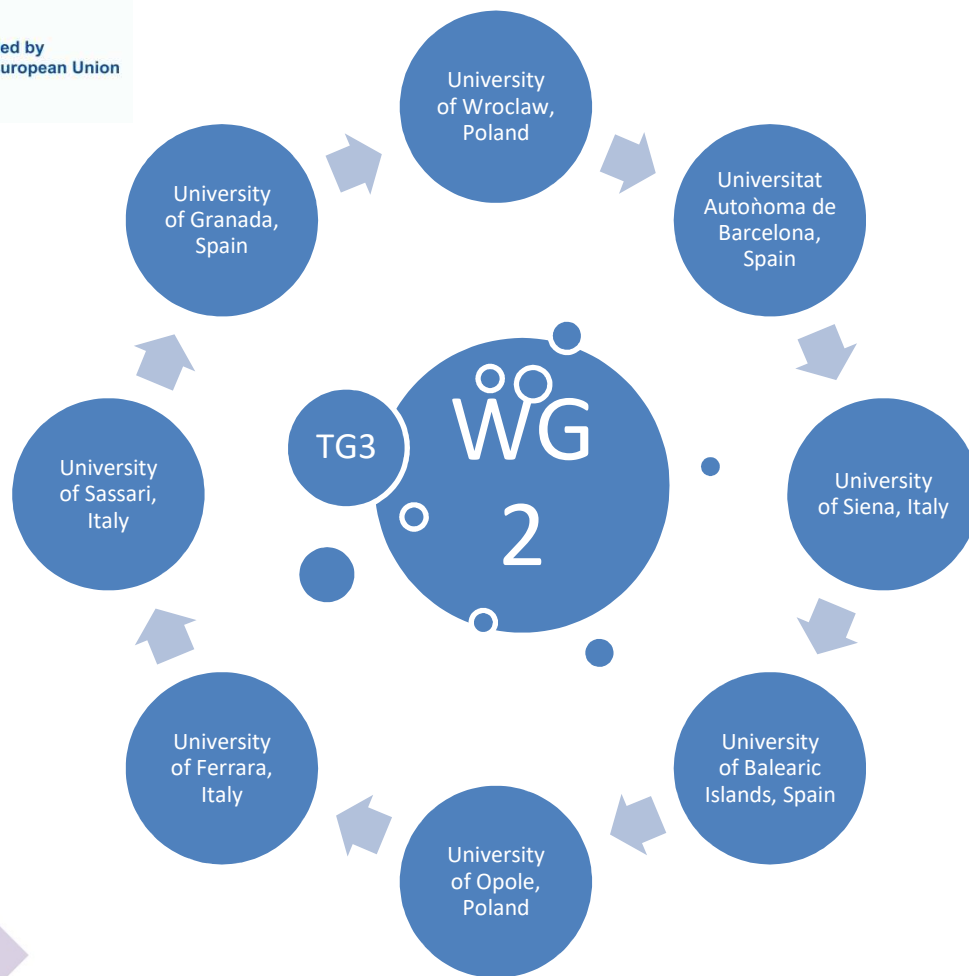 ed by
uropean Union
University
of Wroclaw,
Poland
Universitat
Autoǹoma de
Barcelona,
Spain
University
of Siena, Italy
University
of Balearic
Islands, Spain
University
of Opole,
Poland
University
of Ferrara,
Italy
University
of Sassari,
Italy
University
of Granada,
Spain
TG3
WG
2